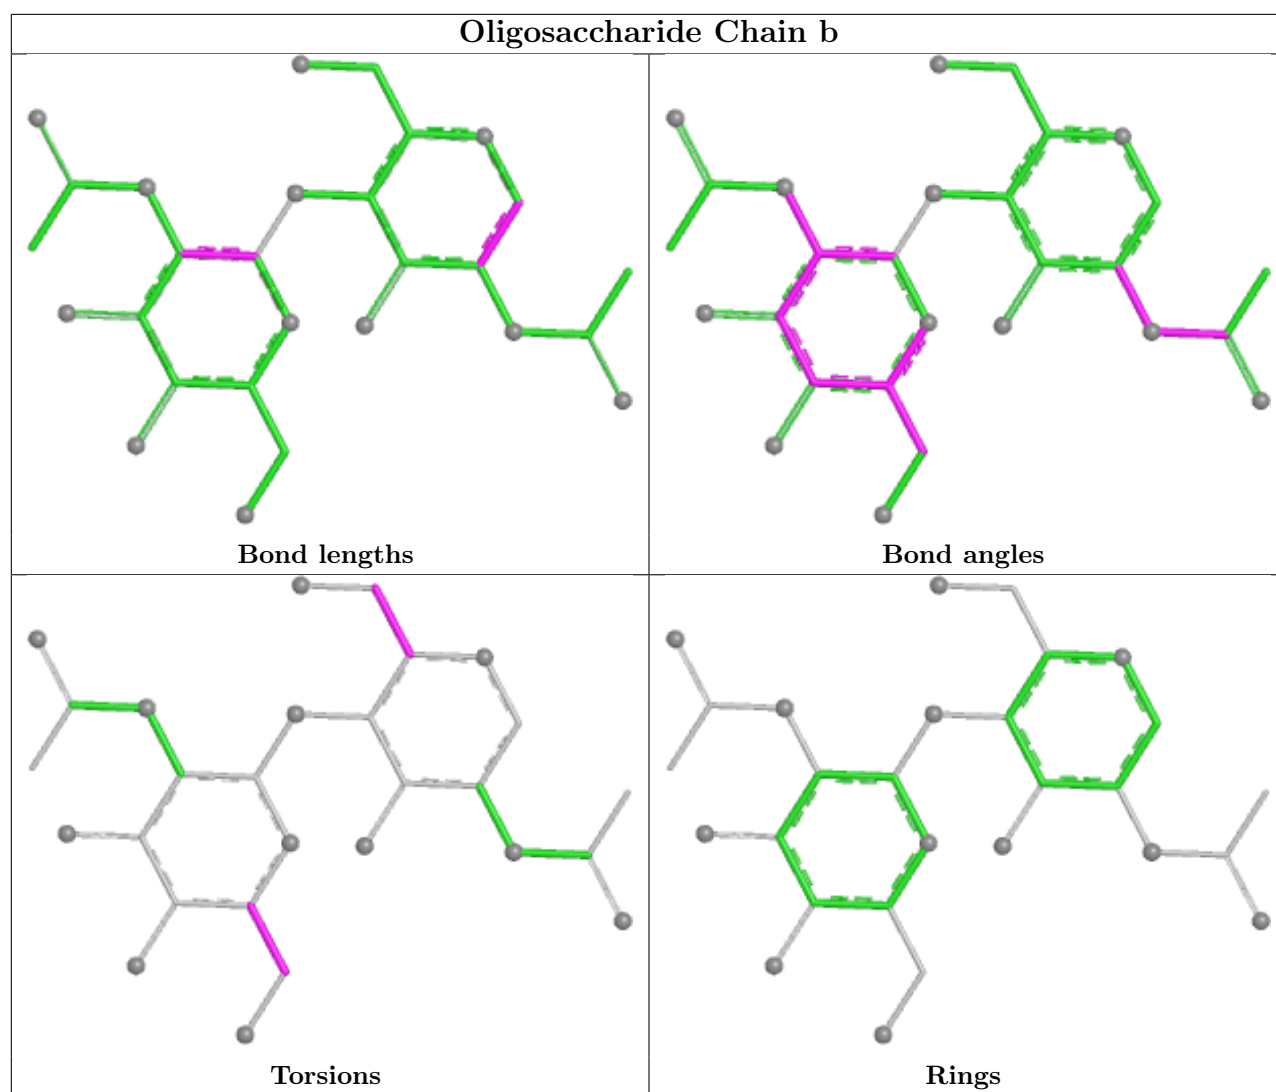 Oligosaccharide Chain b
Bond lengths
Bond angles
Torsions
Rings